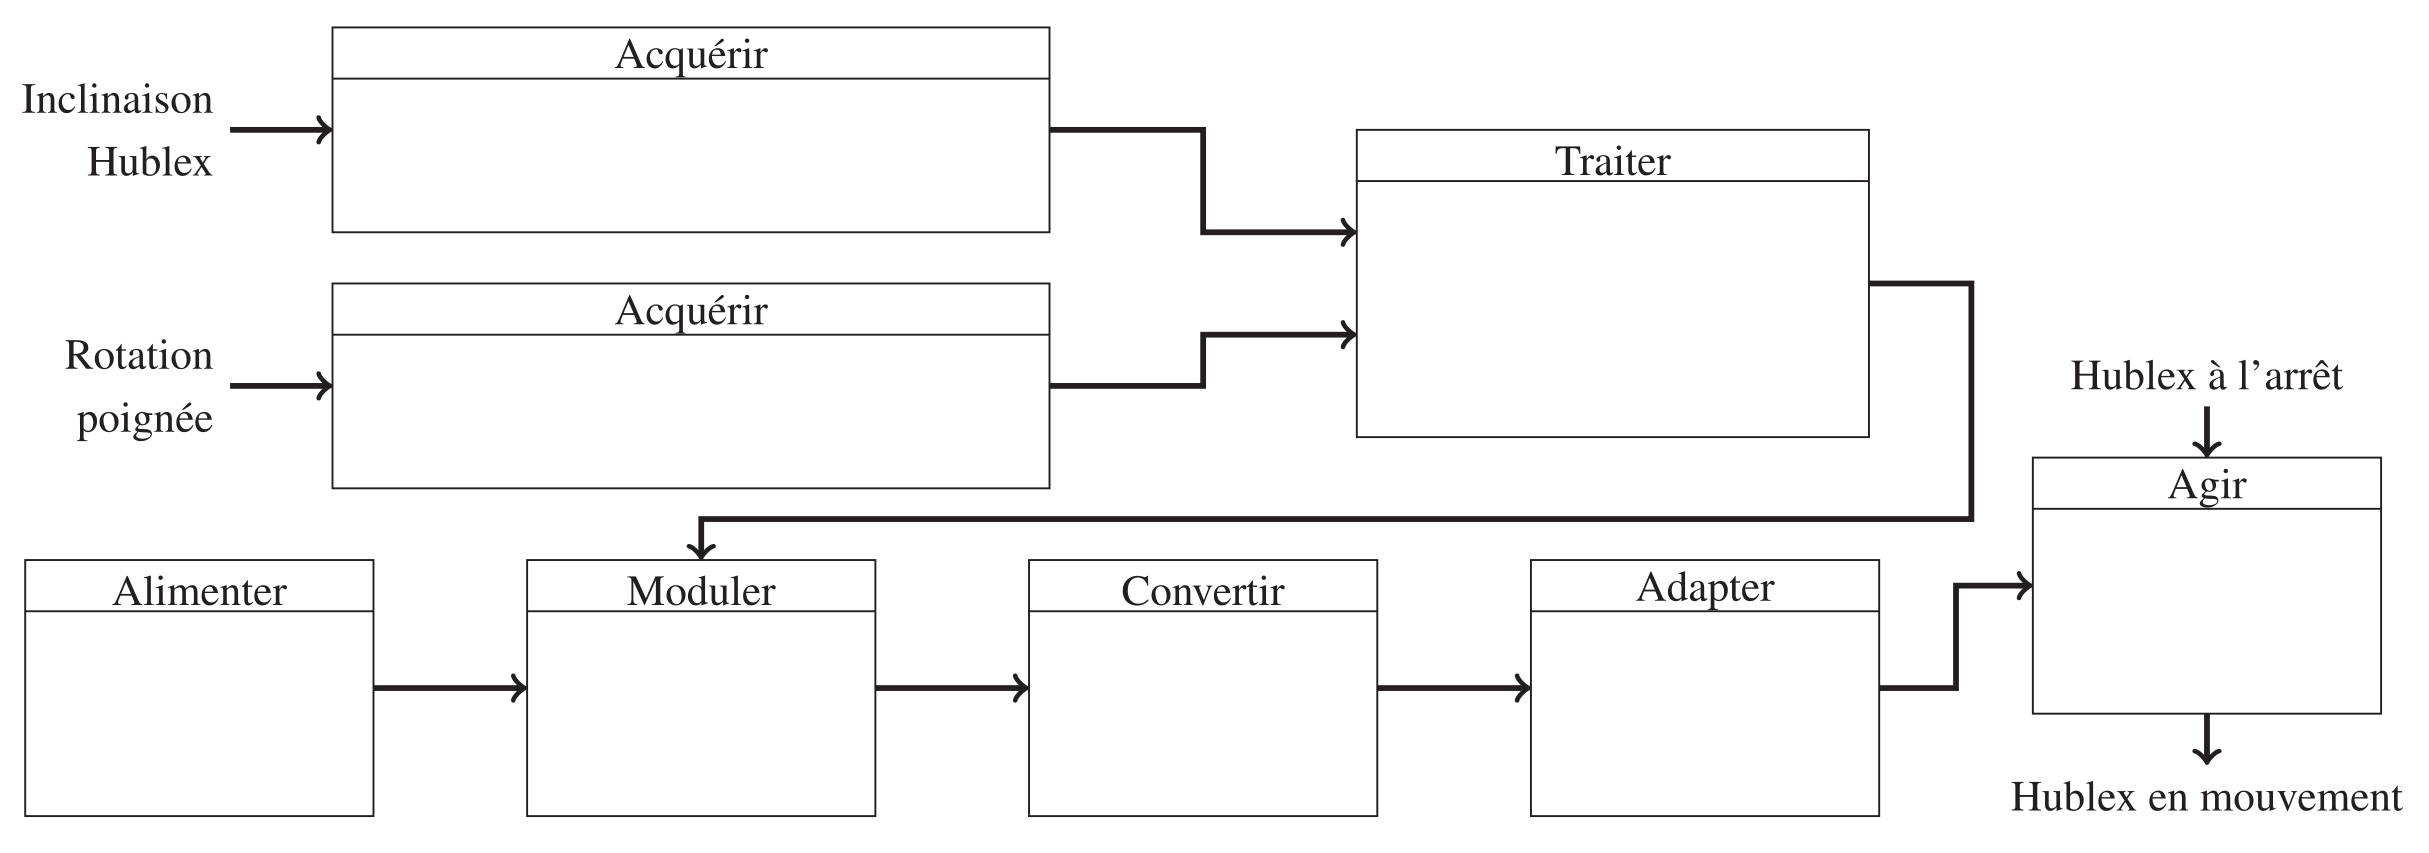 Acquérir
Inclinaison
Hublex
Traiter
Acquérir
Rotation
poignée
Hublex à l’arrêt
Agir
Alimenter
Moduler
Convertir
Adapter
Hublex en mouvement